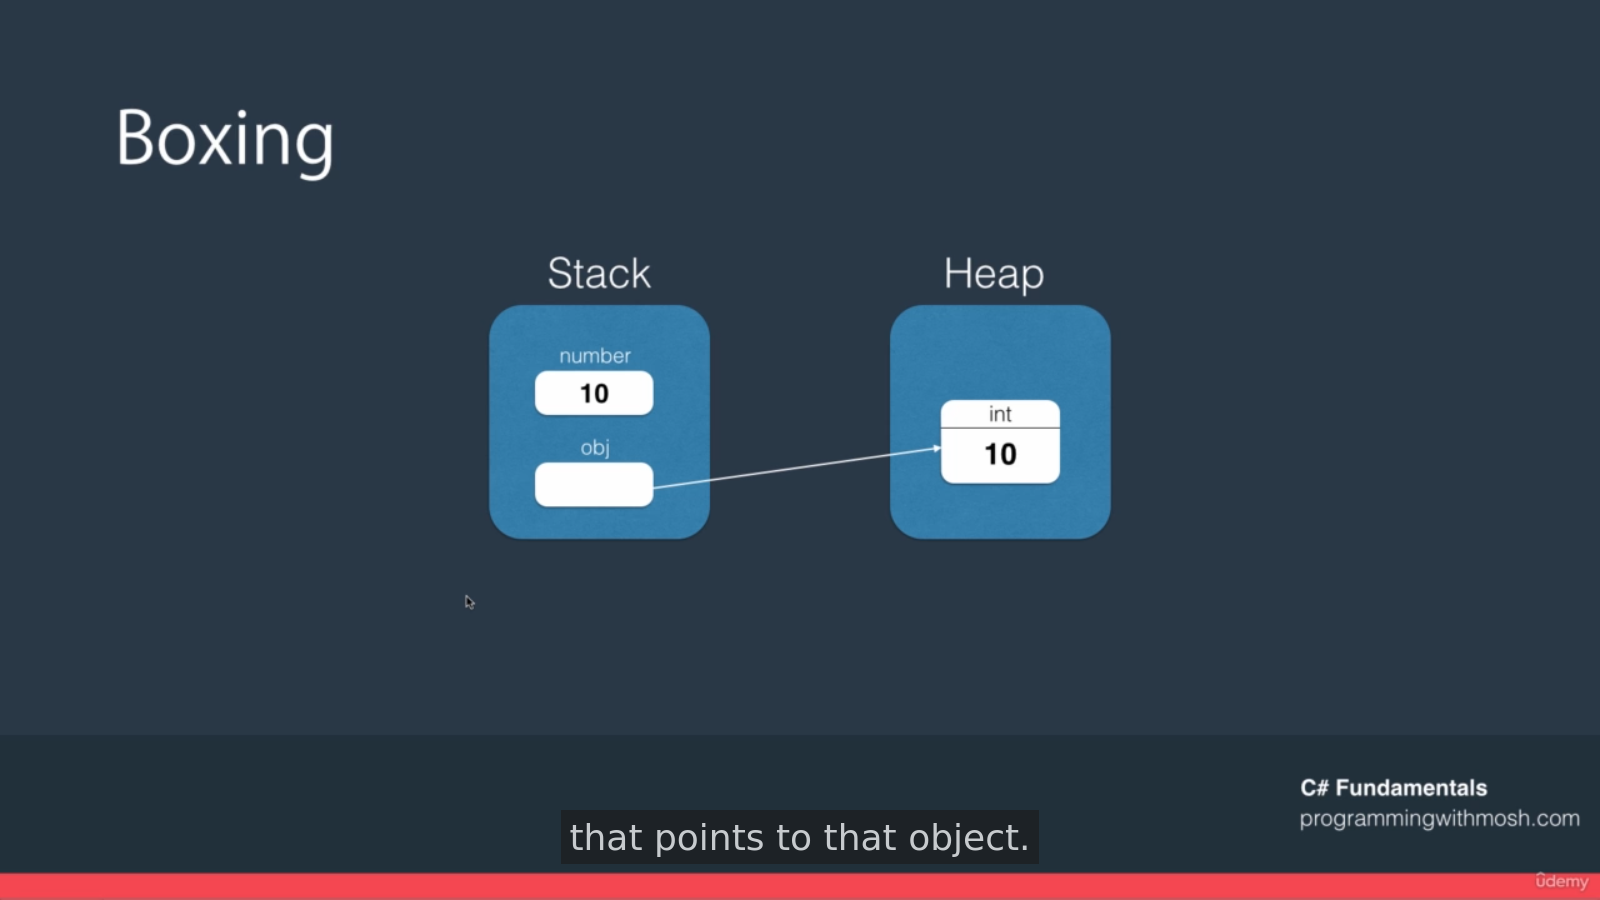 Boxing
Stack
Heap
number
10
obj
int
10
C# Fundamentals
programmingwithmosh.com
that points to that object.
ûdemy